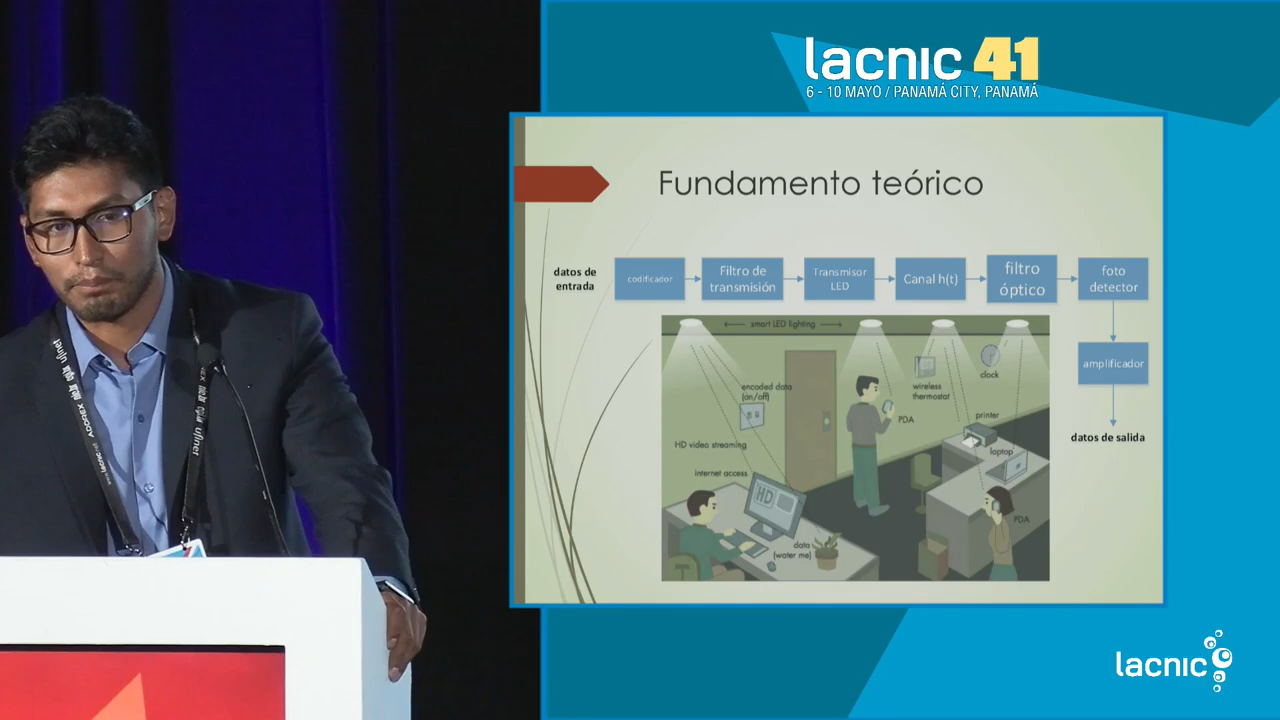 lacnic 41
6 - 10 MAYO / PANAMÁ CITY, PANAMÁ
Fundamento teórico
datos de
entrada
codificador
Filtro de
transmisión
Transmisor
LED
Canal h(t)
filtro
óptico
foto
detector
amplificador
datos de salida
smart LED lighting
encoded data
(on/off)
HD video streaming
internet access
HD
data
(water me)
PDA
wireless
thermostat
clock
printer
laptop
PDA
lacnic